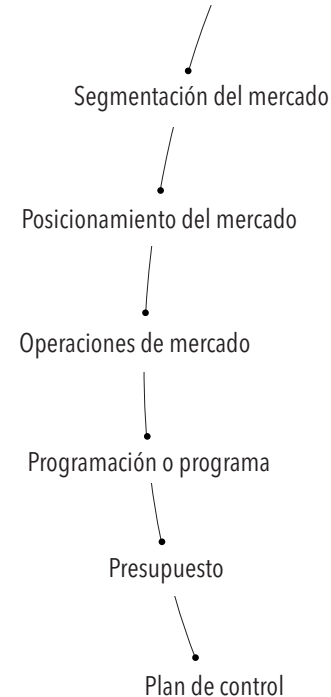 Segmentación del mercado
Posicionamiento del mercado
Operaciones de mercado
Programación o programa
Presupuesto
Plan de control